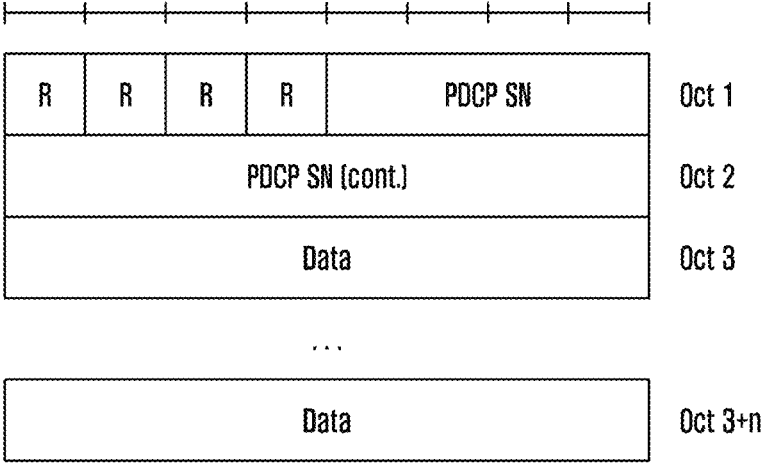 R R R R PDCP SN Oct 1
PDCP SN (cont.) Oct 2
Data Oct 3
...
Data Oct 3+n